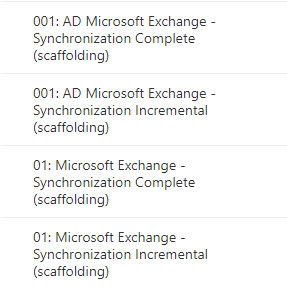 001: AD Microsoft Exchange -
Synchronization Complete
(scaffolding)
001: AD Microsoft Exchange -
Synchronization Incremental
(scaffolding)
01: Microsoft Exchange -
Synchronization Complete
(scaffolding)
01: Microsoft Exchange -
Synchronization Incremental
(scaffolding)